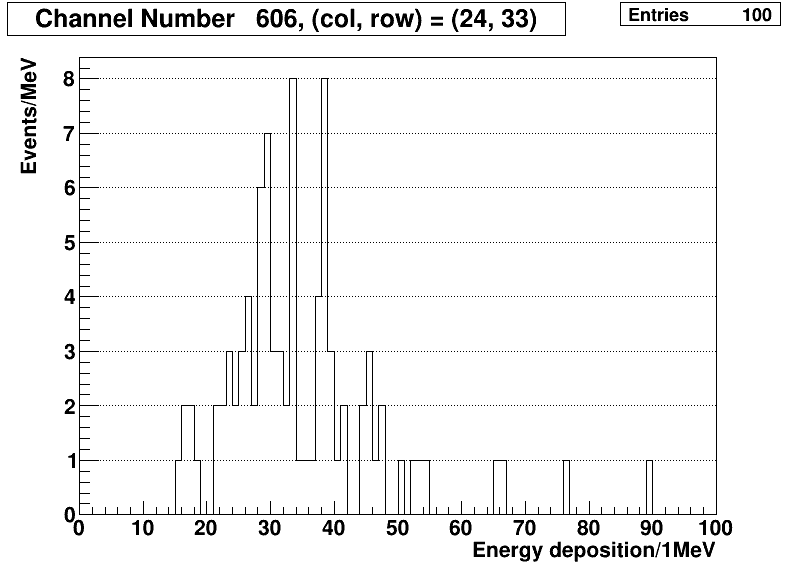 Channel Number 606, (col, row) = (24, 33)
Entries 100
Events/MeV
8
7
6
5
4
3
2
1
0
0 10 20 30 40 50 60 70 80 90 100
Energy deposition/1MeV